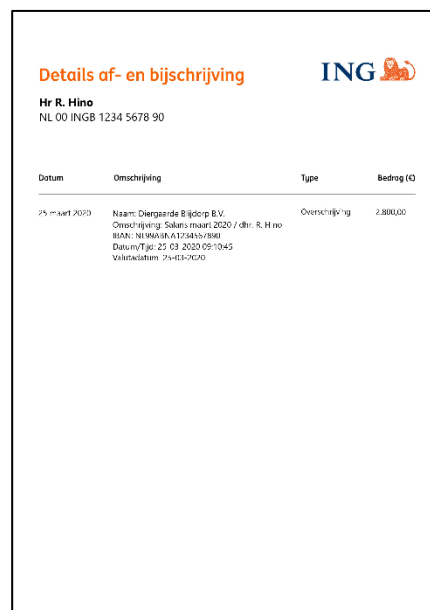 Details af- en bijschrijving
ING
Hr R. Hino
NL 00 INGB 1234 5678 90
Datum Omschrijving Type Bedrag (€)
25 maart 2020 Naam: Diergaarde Blijdorp B.V. Overschrijving 2.800,00
Omschrijving: Salaris maart 2020 / dhr. R. Hino
IBAN: NL99ABNA1234567890
Datum/Tijd: 25-03-2020 09:10:45
Valutadatum: 25-03-2020